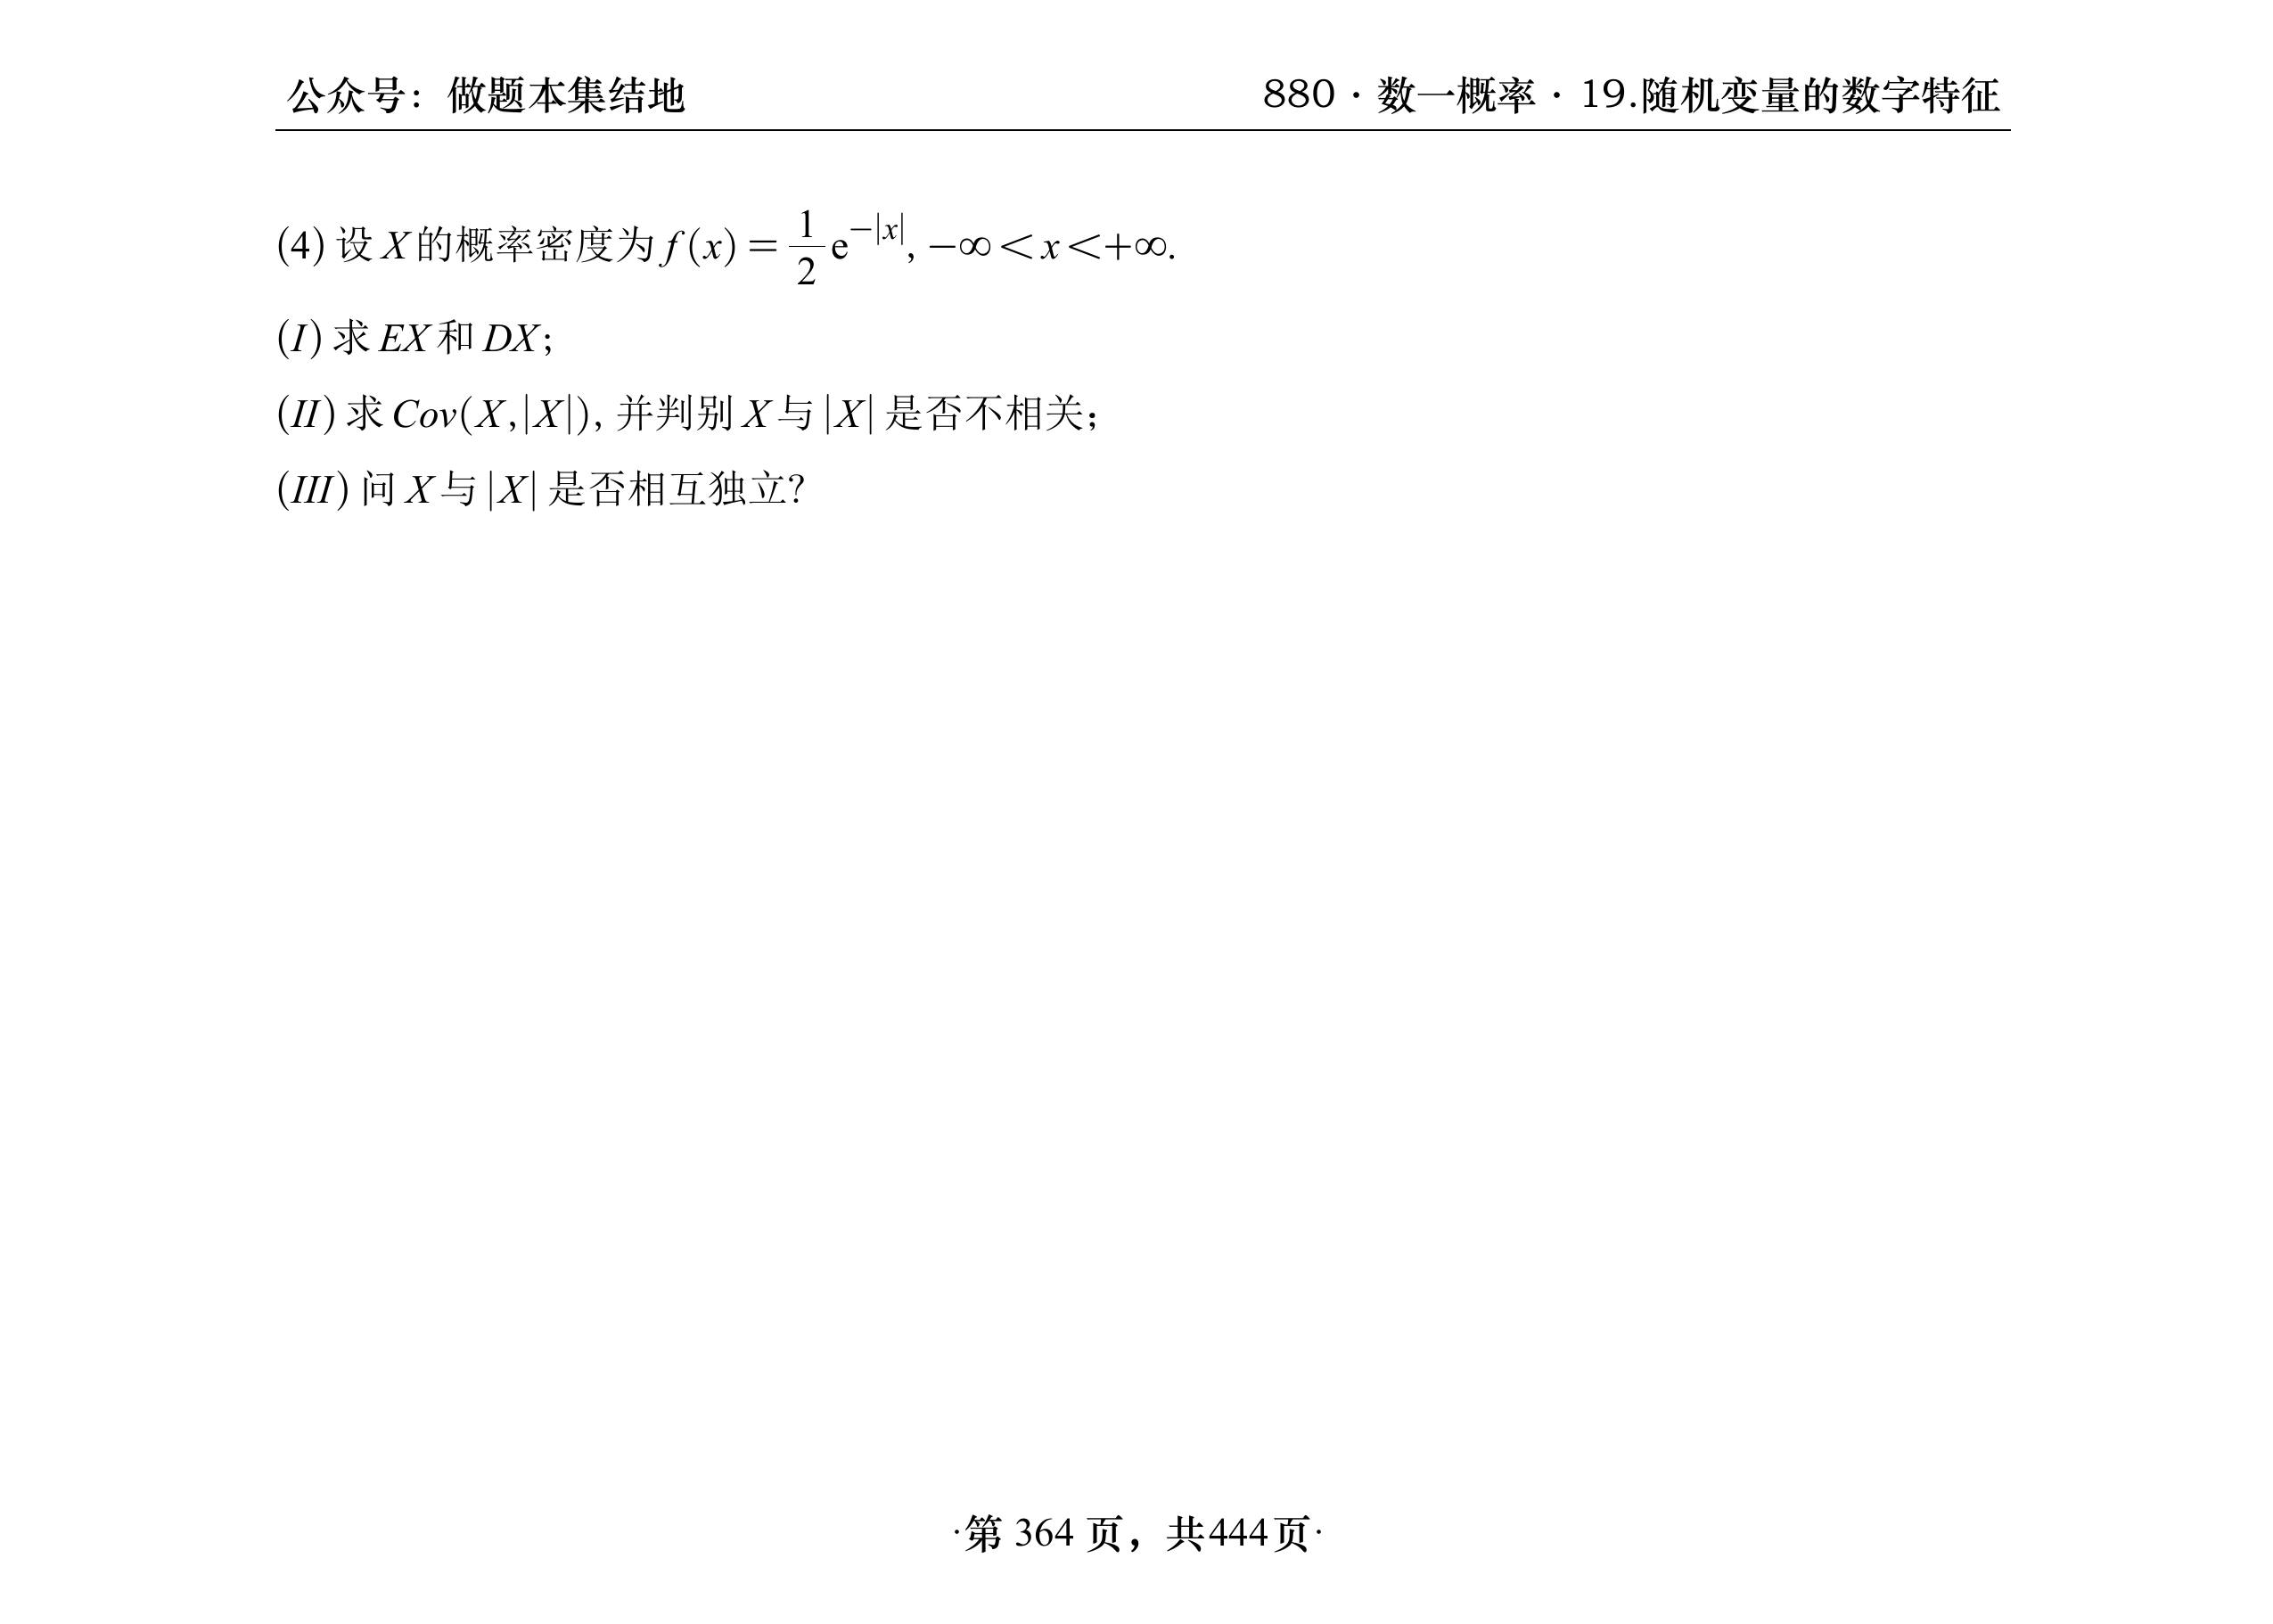 公众号：做题本集结地 880·数一概率·19.随机变量的数字特征
(4) 设 X 的概率密度为 f(x) = \frac{1}{2} e^{-|x|}, -∞ < x < +∞.
(I) 求 EX 和 DX;
(II) 求 Cov(X, |X|), 并判别 X 与 |X| 是否不相关;
(III) 问 X 与 |X| 是否相互独立?
·第 364 页，共444页·